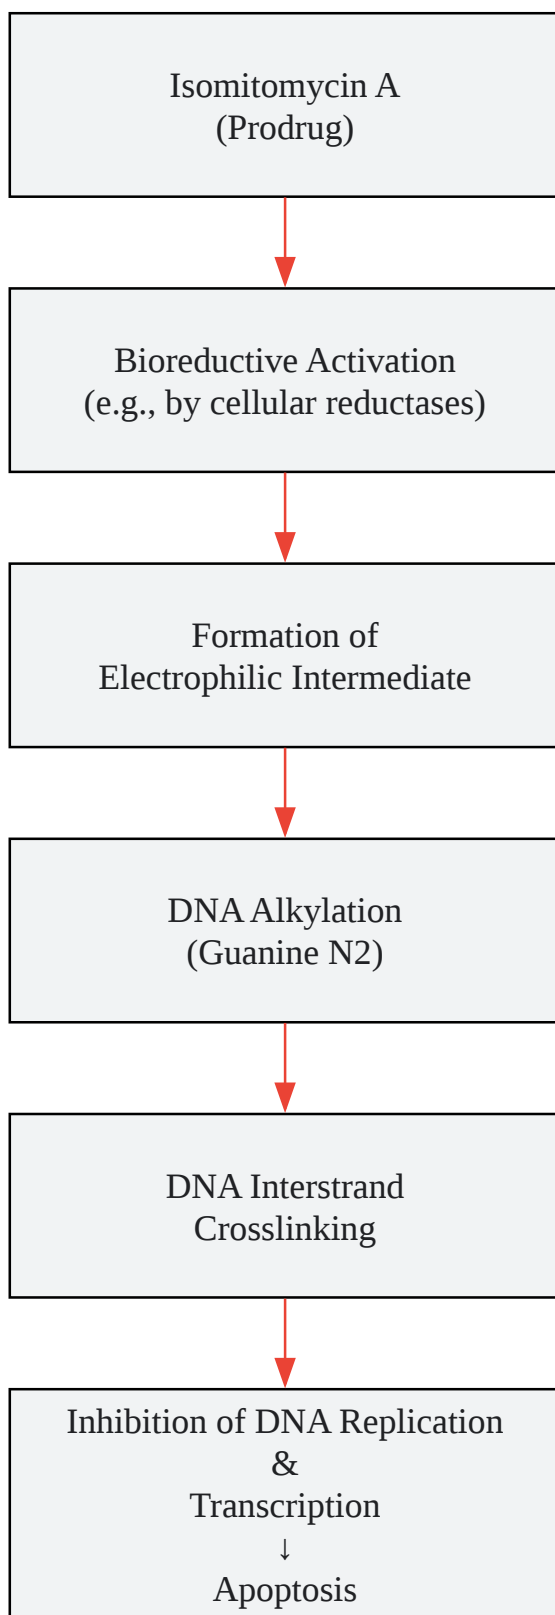 Isomitomycin A
(Prodrug)
Bioreductive Activation
(e.g., by cellular reductases)
Formation of
Electrophilic Intermediate
DNA Alkylation
(Guanine N2)
DNA Interstrand
Crosslinking
Inhibition of DNA Replication
&
Transcription
↓
Apoptosis